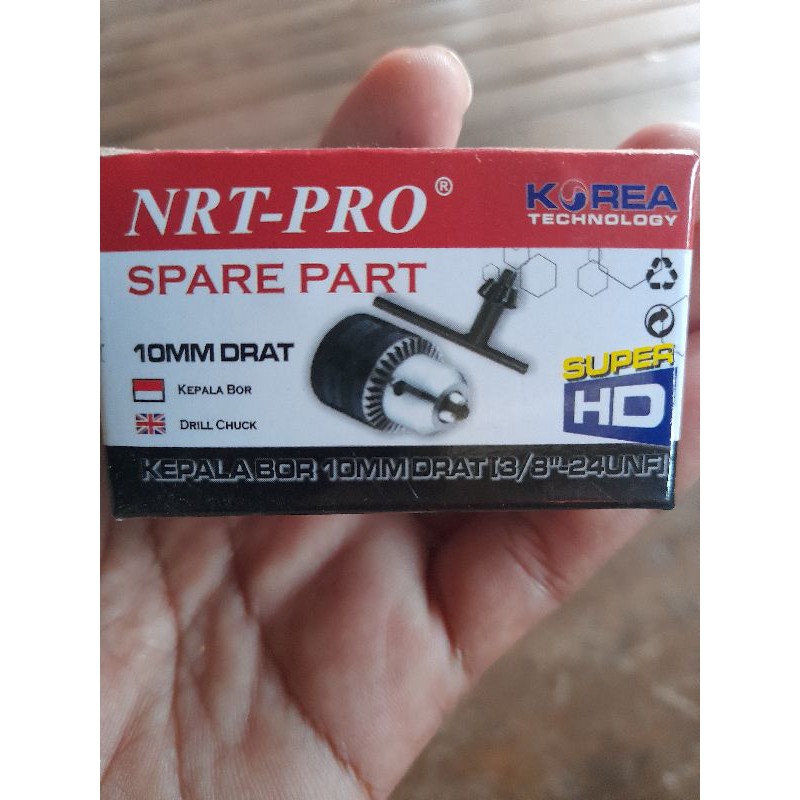 NRT-PRO®
KOREA
TECHNOLOGY
SPARE PART
10MM DRAT
KEPALA BOR
DRILL CHUCK
SUPER
HD
KEPALA BOR 10MM DRAT [3/8"-24UNF]